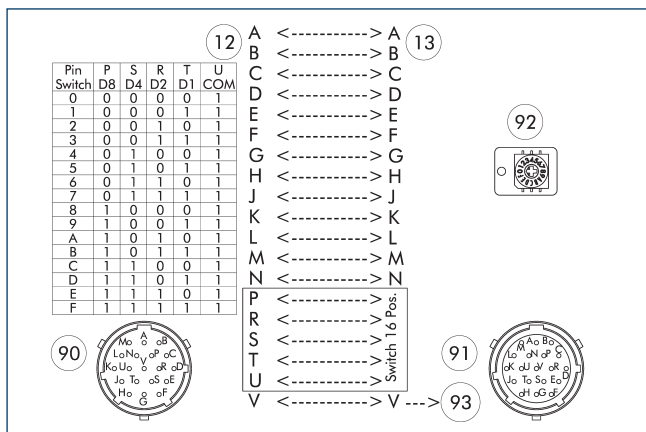 12 A <-----------> A 13
B <-----------> B
C <-----------> C
D <-----------> D
E <-----------> E
F <-----------> F
G <-----------> G
H <-----------> H
J <-----------> J
K <-----------> K
L <-----------> L
M <-----------> M
N <-----------> N
P <----------->
R <----------->
S <----------->
T <----------->
U <----------->
Switch 16 Pos.
V <-----------> V ---> 93
Pin P S R T U
Switch D8 D4 D2 D1 COM
0 0 0 0 0 1
1 0 0 0 1 1
2 0 0 1 0 1
3 0 0 1 1 1
4 0 1 0 0 1
5 0 1 0 1 1
6 0 1 1 0 1
7 0 1 1 1 1
8 1 0 0 0 1
9 1 0 0 1 1
A 1 0 1 0 1
B 1 0 1 1 1
C 1 1 0 0 1
D 1 1 0 1 1
E 1 1 1 0 1
F 1 1 1 1 1
92
90
M A B
L N P C
V
K U R D
J T S E
H G F
91
M A B C
L N P
K U V R D
J T S E
H G F